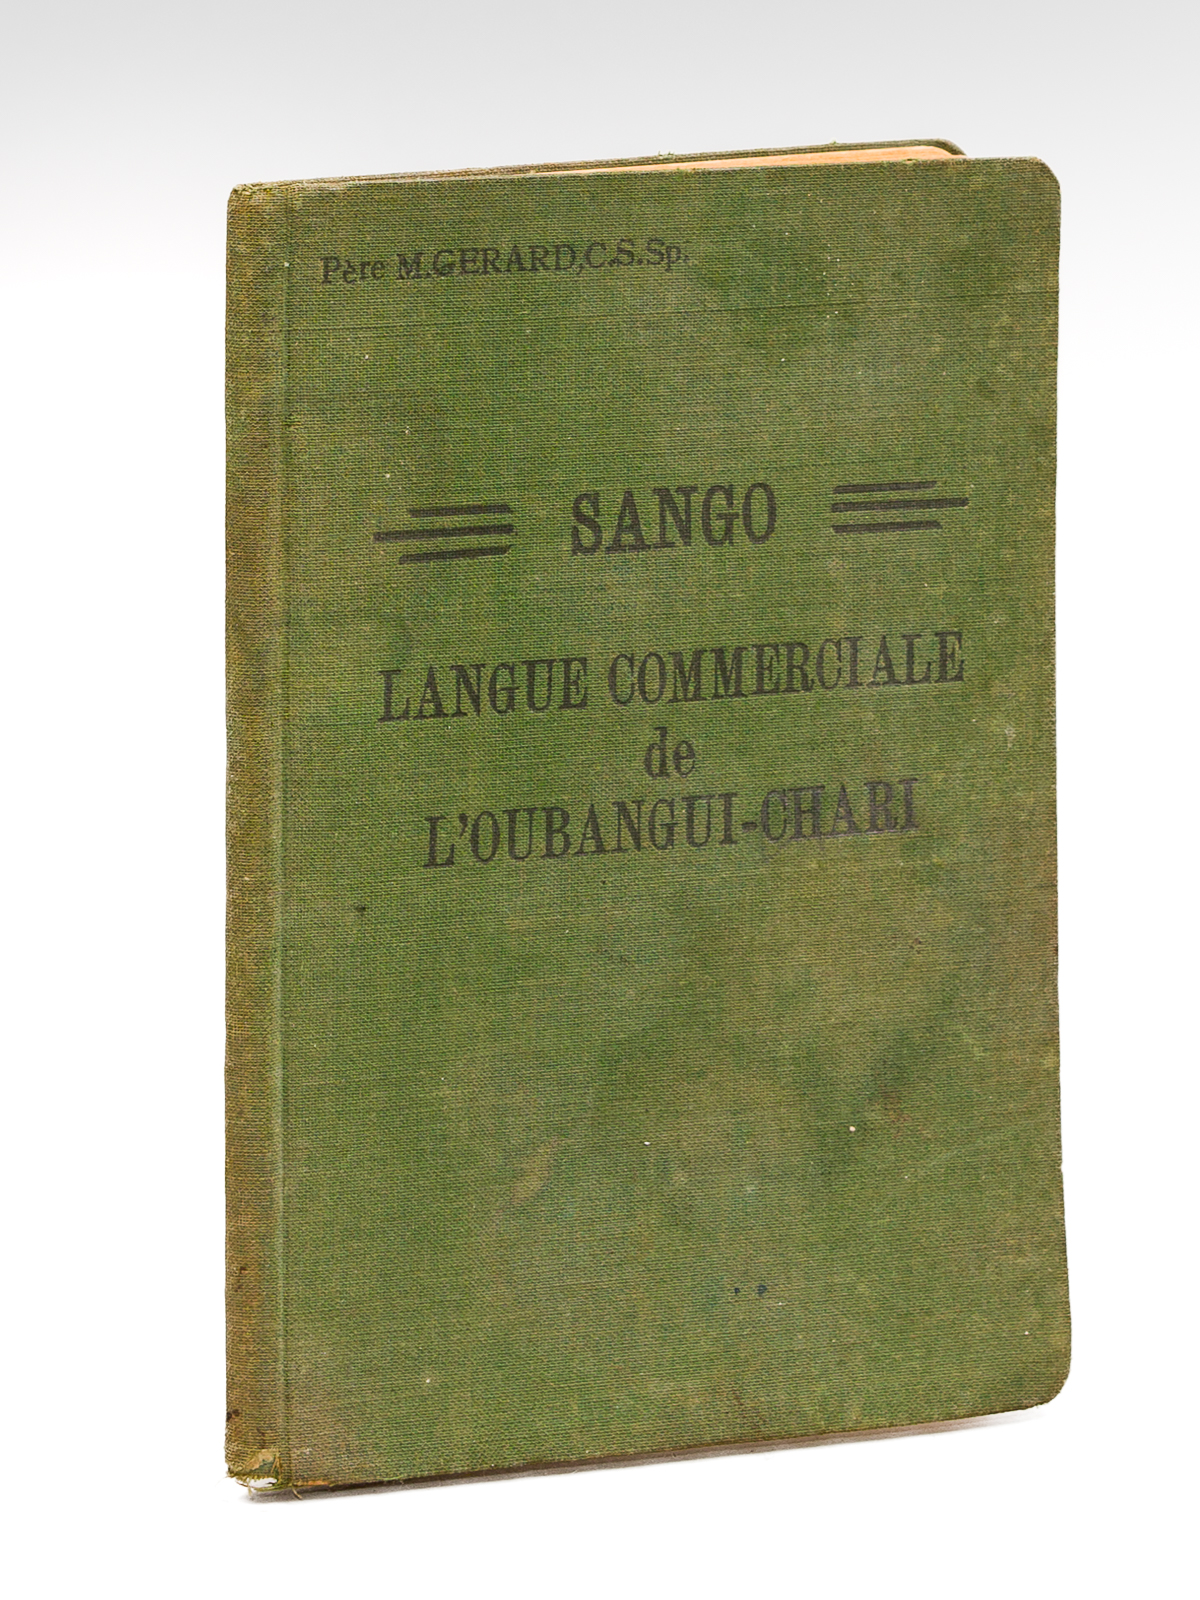 Père M.GERARD,C.S.Sp.
SANGO
LANGUE COMMERCIALE
de
L'OUBANGUI-CHARI